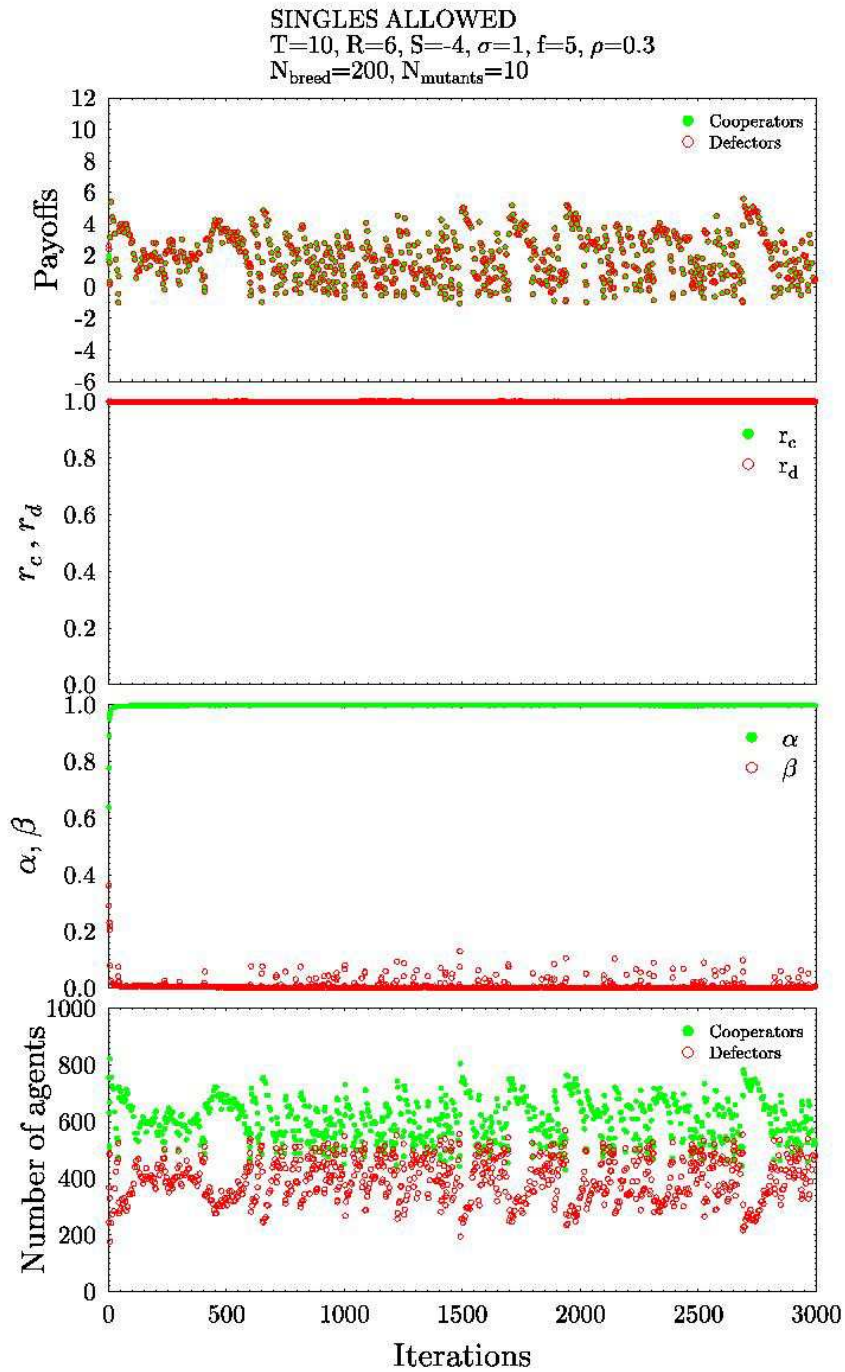 SINGLES ALLOWED
T=10, R=6, S=-4, σ=1, f=5, ρ=0.3
N_breed=200, N_mutants=10
12
10
8
6
4
2
0
-2
-4
-6
Payoffs
Cooperators
Defectors
1.0
0.8
0.6
0.4
0.2
0.0
r_c , r_d
r_c
r_d
1.0
0.8
0.6
0.4
0.2
0.0
α, β
α
β
1000
800
600
400
200
0
Number of agents
Cooperators
Defectors
0 500 1000 1500 2000 2500 3000
Iterations